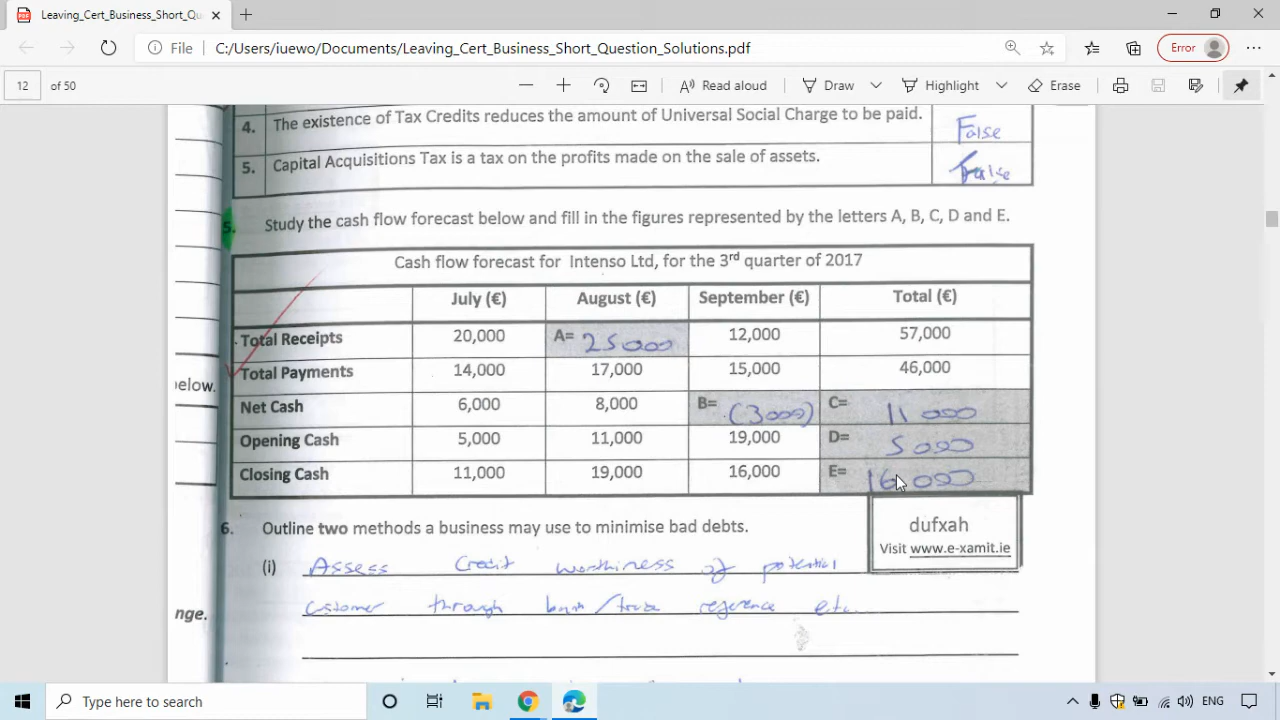 Leaving_Cert_Business_Short_Qu
File C:/Users/iuewo/Documents/Leaving_Cert_Business_Short_Question_Solutions.pdf
Error
12 of 50 Read aloud Draw Highlight Erase
4. The existence of Tax Credits reduces the amount of Universal Social Charge to be paid. False
5. Capital Acquisitions Tax is a tax on the profits made on the sale of assets. False
5. Study the cash flow forecast below and fill in the figures represented by the letters A, B, C, D and E.
Cash flow forecast for Intenso Ltd, for the 3rd quarter of 2017
July (€) August (€) September (€) Total (€)
Total Receipts 20,000 A= 25000 12,000 57,000
Total Payments 14,000 17,000 15,000 46,000
below.
Net Cash 6,000 8,000 B= (3000) C= 11 000
Opening Cash 5,000 11,000 19,000 D= 5000
Closing Cash 11,000 19,000 16,000 E= 16000
6. Outline two methods a business may use to minimise bad debts.
dufxah
Visit www.e-xamit.ie
(i) Assess Credit worthiness of potential
nge.
customer through bank/trade reference etc.
Type here to search
ENG